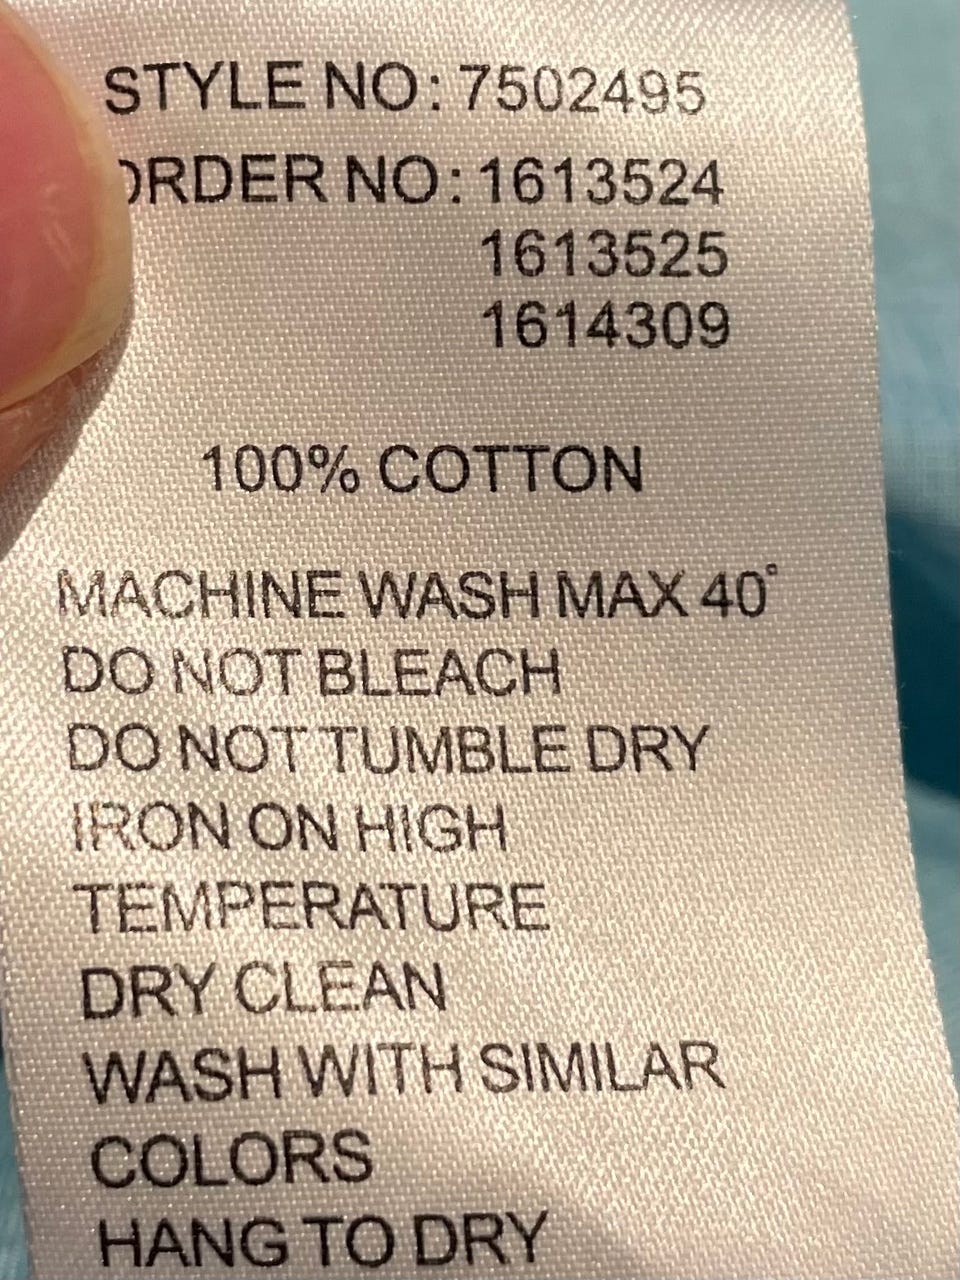 STYLE NO: 7502495
ORDER NO: 1613524
1613525
1614309
100% COTTON
MACHINE WASH MAX 40°
DO NOT BLEACH
DO NOT TUMBLE DRY
IRON ON HIGH
TEMPERATURE
DRY CLEAN
WASH WITH SIMILAR
COLORS
HANG TO DRY